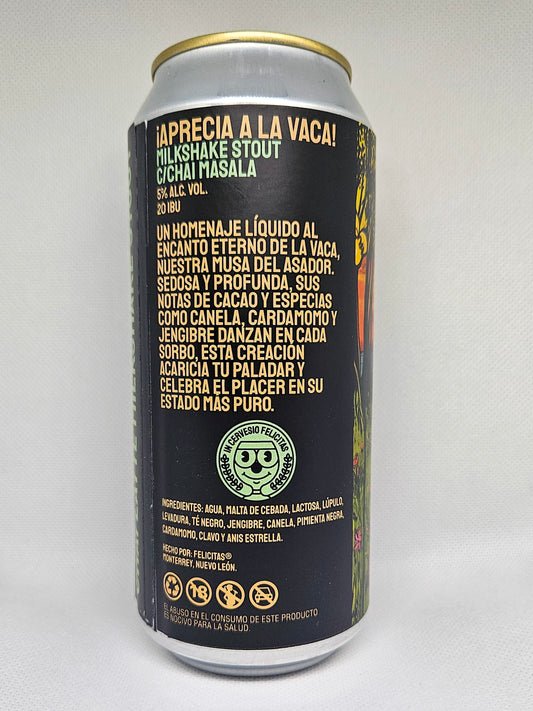 ¡APRECIA A LA VACA!
MILKSHAKE STOUT
C/CHAI MASALA
5% ALC. VOL.
20 IBU
UN HOMENAJE LÍQUIDO AL
ENCANTO ETERNO DE LA VACA,
NUESTRA MUSA DEL ASADOR.
SEDOSA Y PROFUNDA, SUS
NOTAS DE CACAO Y ESPECIAS
COMO CANELA, CARDAMOMO Y
JENGIBRE DANZAN EN CADA
SORBO, ESTA CREACIÓN
ACARICIA TU PALADAR Y
CELEBRA EL PLACER EN SU
ESTADO MÁS PURO.
IN CERVESIO FELICITAS
INGREDIENTES: AGUA, MALTA DE CEBADA, LACTOSA, LÚPULO,
LEVADURA, TÉ NEGRO, JENGIBRE, CANELA, PIMIENTA NEGRA,
CARDAMOMO, CLAVO Y ANIS ESTRELLA.
HECHO POR: FELICITAS®
MONTERREY, NUEVO LEÓN.
18
EL ABUSO EN EL CONSUMO DE ESTE PRODUCTO
ES NOCIVO PARA LA SALUD.